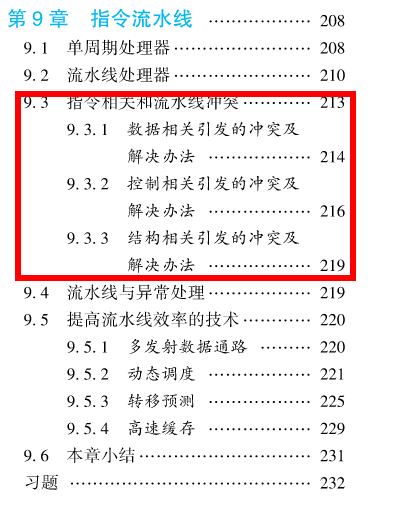 第9章 指令流水线 ………………… 208
9.1 单周期处理器 ……………………… 208
9.2 流水线处理器 ……………………… 210
9.3 指令相关和流水线冲突 ………… 213
9.3.1 数据相关引发的冲突及
解决办法 ………………… 214
9.3.2 控制相关引发的冲突及
解决办法 ………………… 216
9.3.3 结构相关引发的冲突及
解决办法 ………………… 219
9.4 流水线与异常处理 ………………… 219
9.5 提高流水线效率的技术 ………… 220
9.5.1 多发射数据通路 ……… 220
9.5.2 动态调度 ………………… 221
9.5.3 转移预测 ………………… 225
9.5.4 高速缓存 ………………… 229
9.6 本章小结 …………………………… 231
习题 ……………………………………… 232